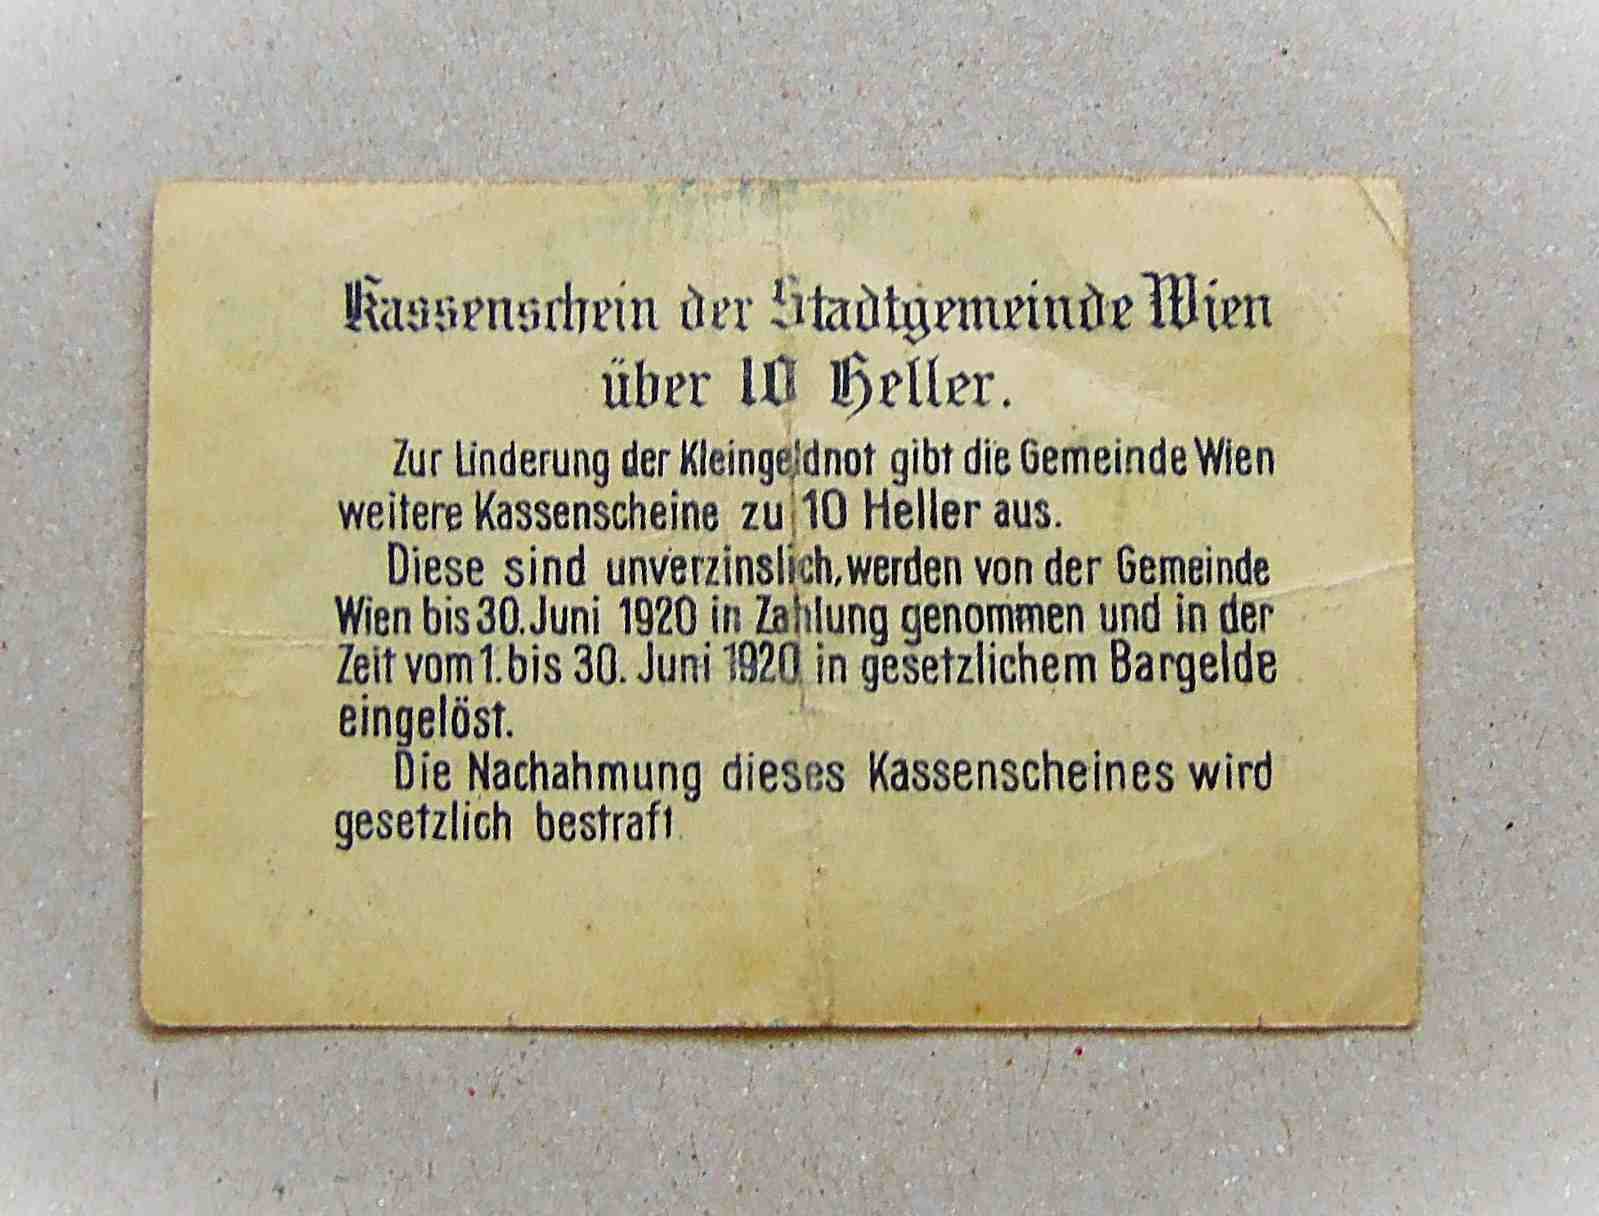 Kassenschein der Stadtgemeinde Wien
über 10 Heller.
Zur Linderung der Kleingeldnot gibt die Gemeinde Wien
weitere Kassenscheine zu 10 Heller aus.
Diese sind unverzinslich, werden von der Gemeinde
Wien bis 30. Juni 1920 in Zahlung genommen und in der
Zeit vom 1. bis 30. Juni 1920 in gesetzlichem Bargelde
eingelöst.
Die Nachahmung dieses Kassenscheines wird
gesetzlich bestraft.